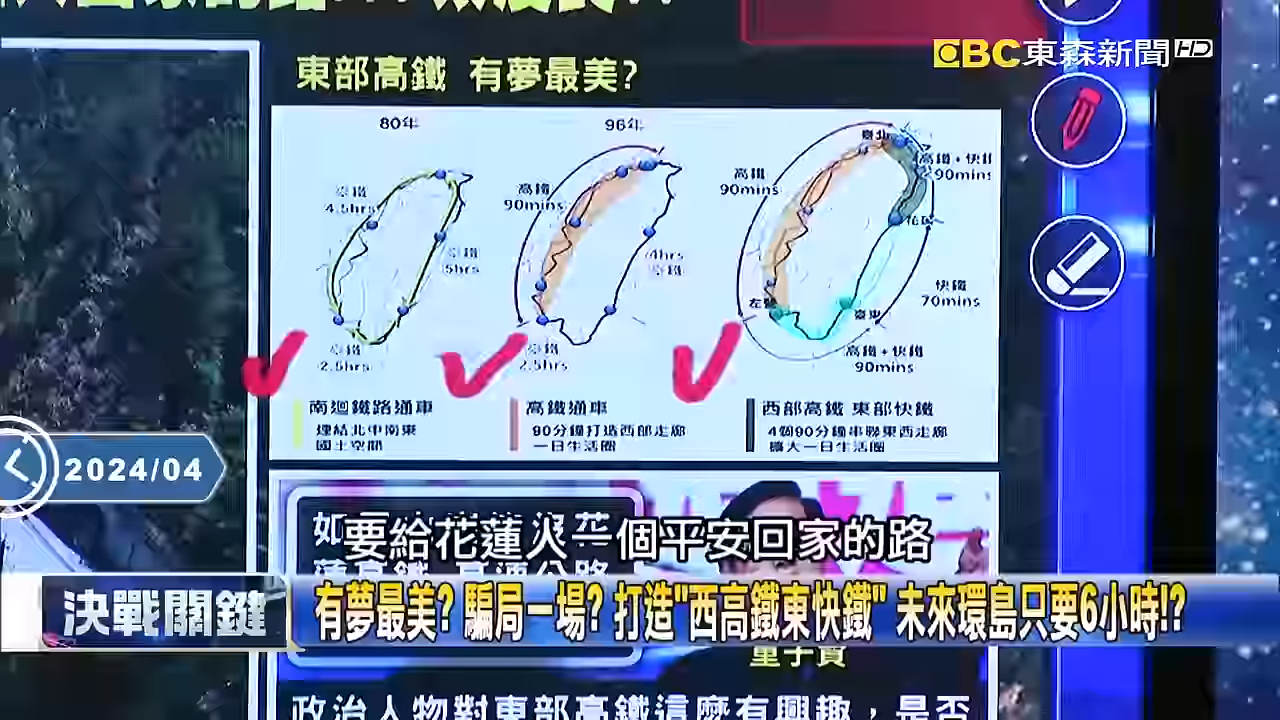 EBC東森新聞HD
東部高鐵 有夢最美?
80年
96年
臺北
高鐵+快鐵
90mins
高鐵
90mins
高鐵
90mins
臺鐵
4.5hrs
臺鐵
5hrs
4hrs
臺鐵
快鐵
70mins
臺東
臺鐵
2.5hrs
臺鐵
2.5hrs
高鐵+快鐵
90mins
南迴鐵路通車
連結北中南東
國土空間
高鐵通車
90分鐘打造西部走廊
一日生活圈
西部高鐵 東部快鐵
4個90分鐘串聯東西走廊
擴大一日生活圈
2024/04
要給花蓮人一個平安回家的路
決戰關鍵
有夢最美? 騙局一場? 打造"西高鐵東快鐵" 未來環島只要6小時!?
政治人物對東部高鐵這麼有興趣，是否